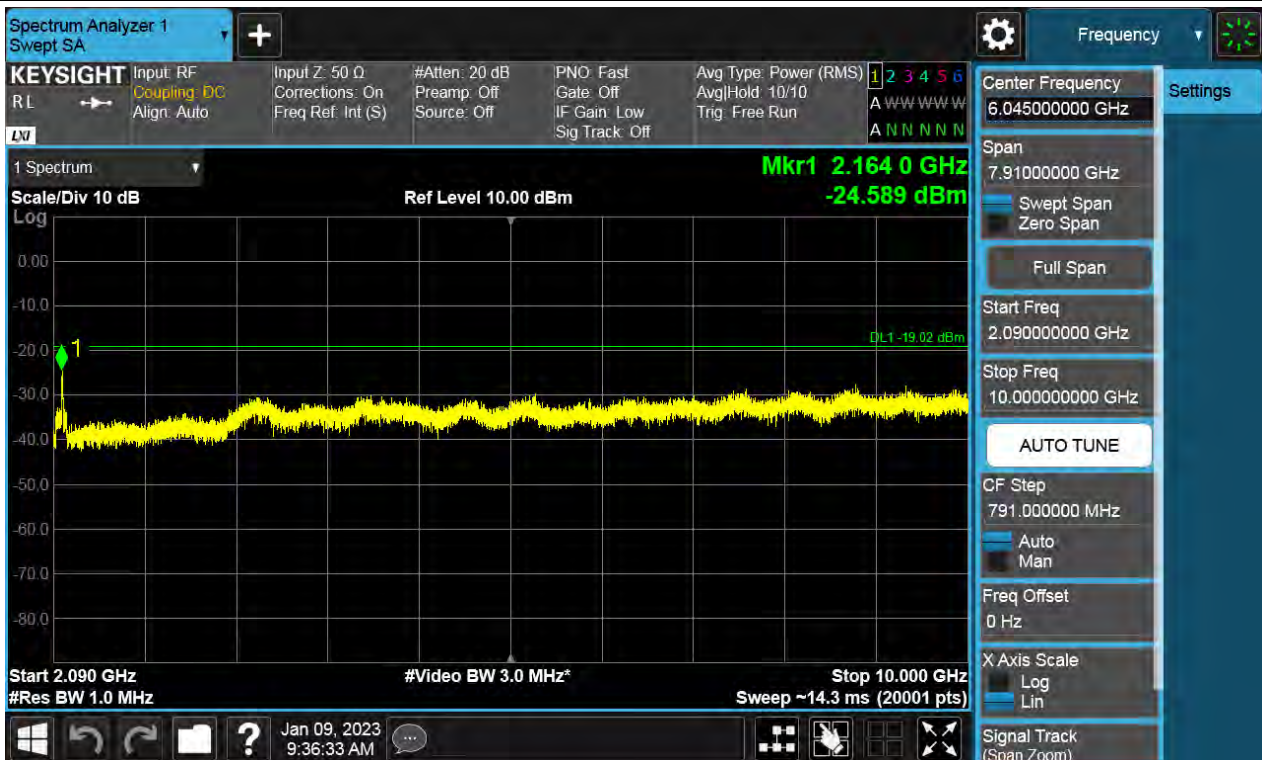 Spectrum Analyzer 1
Swept SA
+
Frequency
KEYSIGHT
RL
LXI
Input: RF
Coupling: DC
Align: Auto
Input Z: 50 Ω
Corrections: On
Freq Ref: Int (S)
#Atten: 20 dB
Preamp: Off
Source: Off
PNO: Fast
Gate: Off
IF Gain: Low
Sig Track: Off
Avg Type: Power (RMS)
Avg|Hold: 10/10
Trig: Free Run
1 2 3 4 5 6
A W W W W W
A N N N N N
1 Spectrum
Mkr1 2.164 0 GHz
Scale/Div 10 dB
Ref Level 10.00 dBm
-24.589 dBm
Log
0.00
-10.0
DL1 -19.02 dBm
-20.0
1
-30.0
-40.0
-50.0
-60.0
-70.0
-80.0
Start 2.090 GHz
#Video BW 3.0 MHz*
Stop 10.000 GHz
#Res BW 1.0 MHz
Sweep ~14.3 ms (20001 pts)
Center Frequency
6.045000000 GHz
Settings
Span
7.91000000 GHz
Swept Span
Zero Span
Full Span
Start Freq
2.090000000 GHz
Stop Freq
10.000000000 GHz
AUTO TUNE
CF Step
791.000000 MHz
Auto
Man
Freq Offset
0 Hz
X Axis Scale
Log
Lin
Signal Track
(Span Zoom)
?
Jan 09, 2023
9:36:33 AM